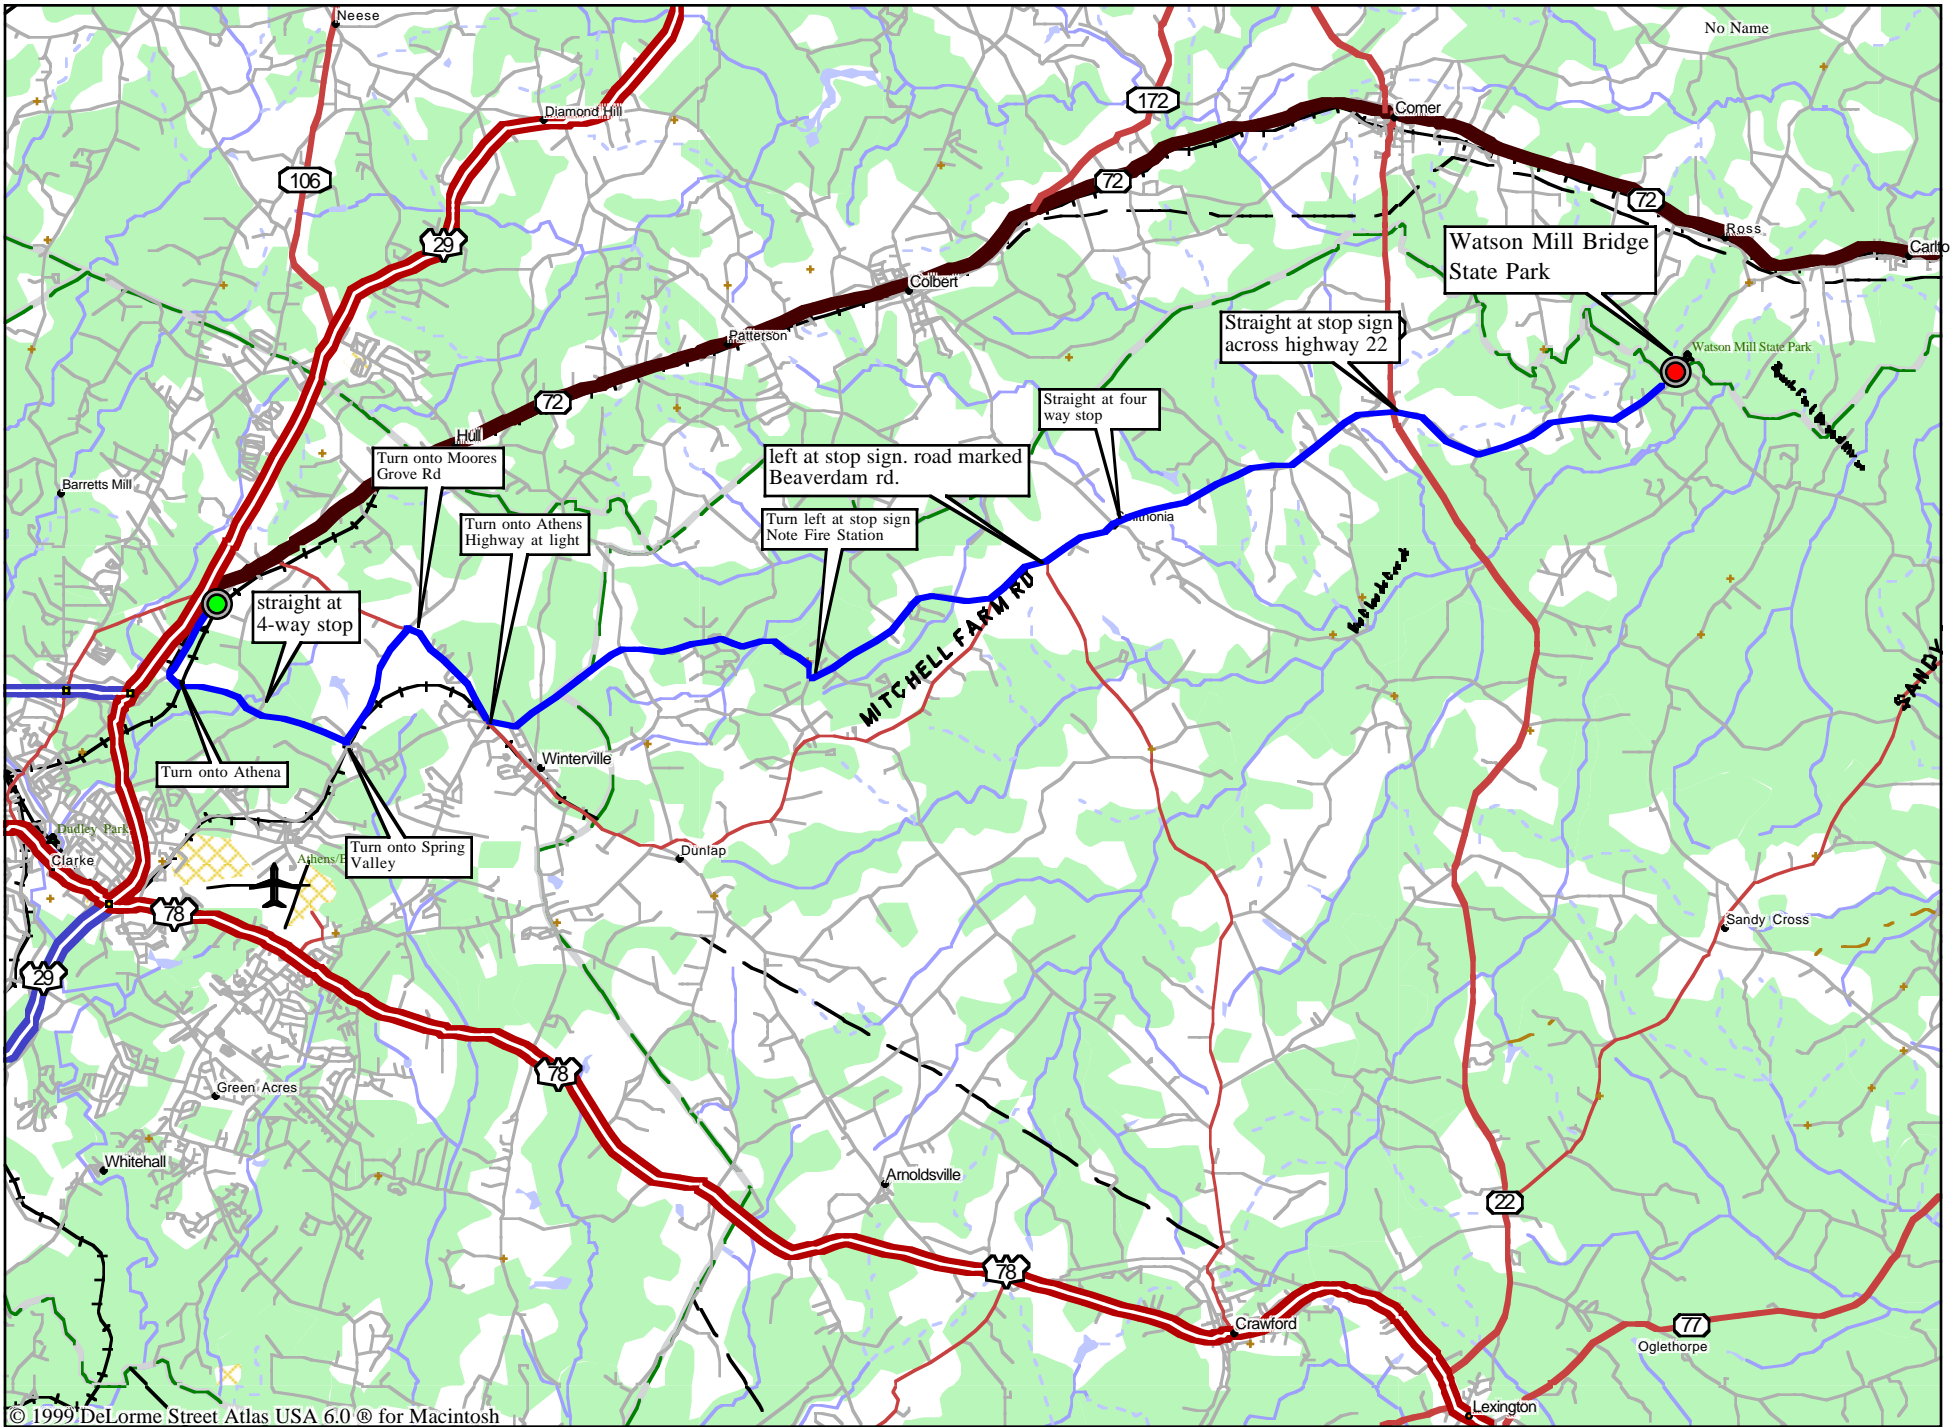 Neese
No Name
Diamond Hill
172
Comer
106
72
72
29
Ross
Watson Mill Bridge
State Park
Colbert
Straight at stop sign
across highway 22
Patterson
Watson Mill State Park
72
Straight at four
way stop
Hull
Turn onto Moores
Grove Rd
left at stop sign. road marked
Beaverdam rd.
Barretts Mill
Turn onto Athens
Highway at light
Turn left at stop sign
Note Fire Station
straight at
4-way stop
MITCHELL FARM RD
SANDY
Winterville
Turn onto Athena
Dudley Park
Clarke
Turn onto Spring
Valley
Dunlap
78
Sandy Cross
29
78
Green Acres
Whitehall
Arnoldsville
22
78
Crawford
77
Oglethorpe
Lexington
© 1999 DeLorme Street Atlas USA 6.0 ® for Macintosh